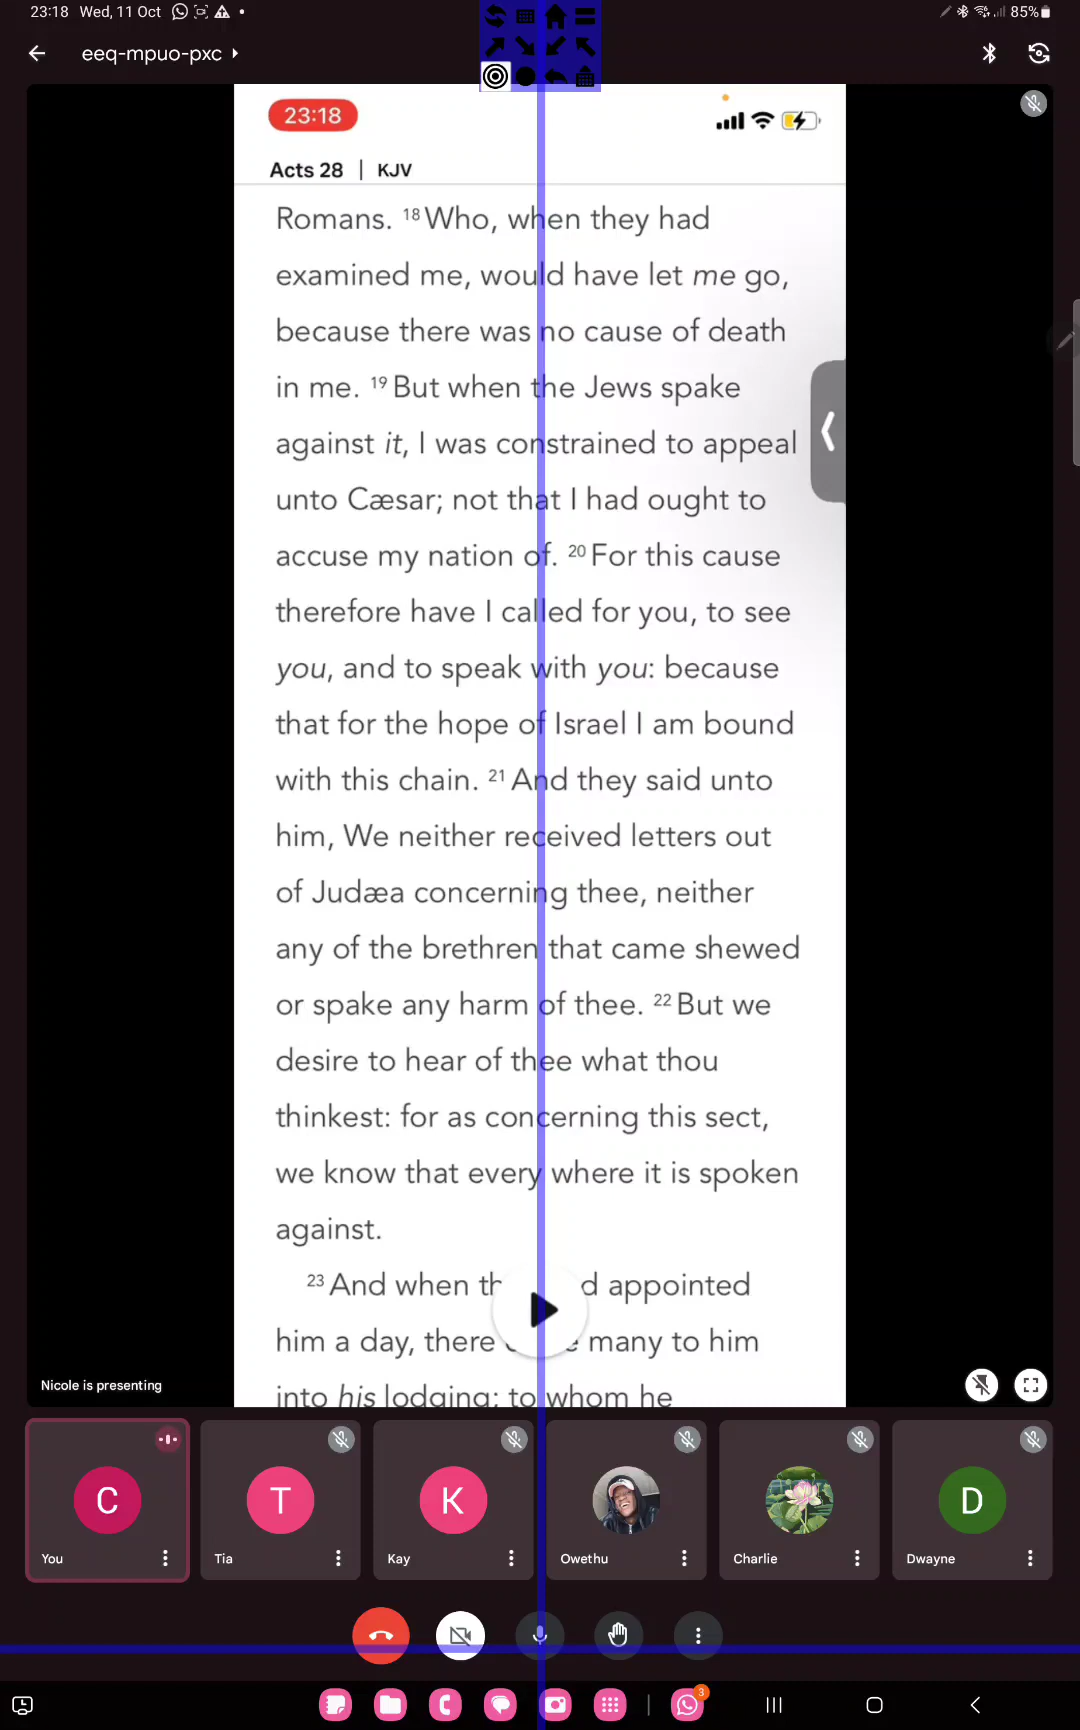 23:18 Wed, 11 Oct 85%
eeq-mpuo-pxc
23:18
Acts 28 | KJV
Romans. 18 Who, when they had
examined me, would have let me go,
because there was no cause of death
in me. 19 But when the Jews spake
against it, I was constrained to appeal
unto Cæsar; not that I had ought to
accuse my nation of. 20 For this cause
therefore have I called for you, to see
you, and to speak with you: because
that for the hope of Israel I am bound
with this chain. 21 And they said unto
him, We neither received letters out
of Judæa concerning thee, neither
any of the brethren that came shewed
or spake any harm of thee. 22 But we
desire to hear of thee what thou
thinkest: for as concerning this sect,
we know that every where it is spoken
against.
23 And when appointed
him a day, there many to him
into his lodging; to whom he
Nicole is presenting
C T K D
You Tia Kay Owethu Charlie Dwayne
3